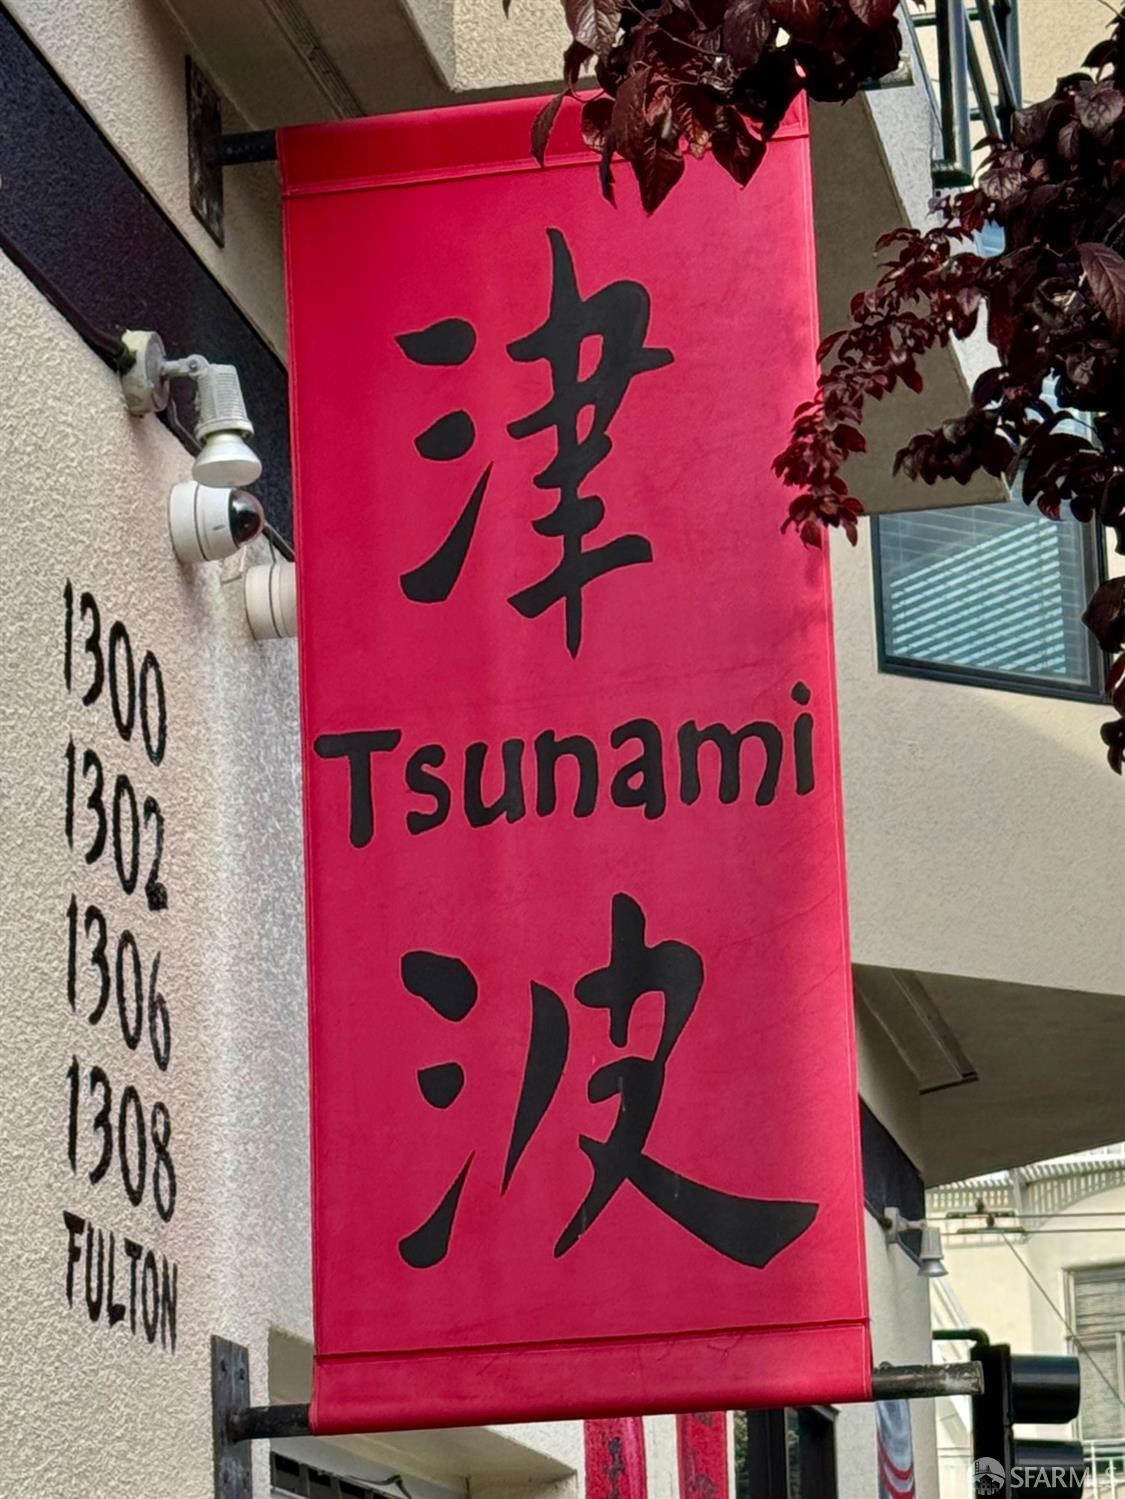 津
Tsunami
波
1300
1302
1306
1308
FULTON
SFARMLS